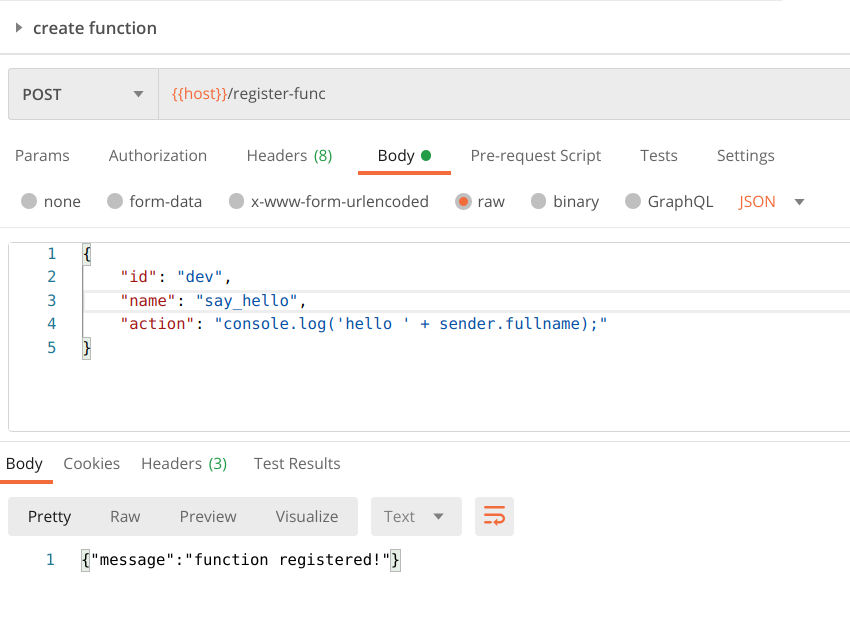 create function
POST {{host}}/register-func
Params Authorization Headers (8) Body Pre-request Script Tests Settings
none form-data x-www-form-urlencoded raw binary GraphQL JSON
1 {
2 "id": "dev",
3 "name": "say_hello",
4 "action": "console.log('hello ' + sender.fullname);"
5 }
Body Cookies Headers (3) Test Results
Pretty Raw Preview Visualize Text
1 {"message":"function registered!"}